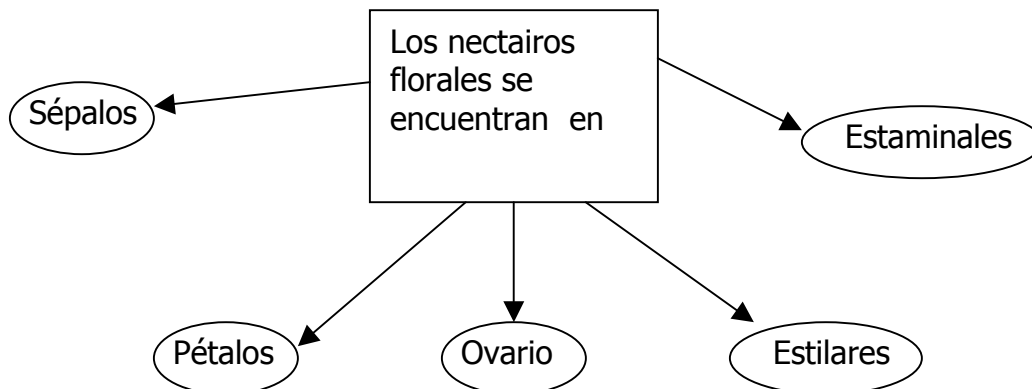 Los nectairos
florales se
encuentran en
Sépalos
Estaminales
Pétalos
Ovario
Estilares